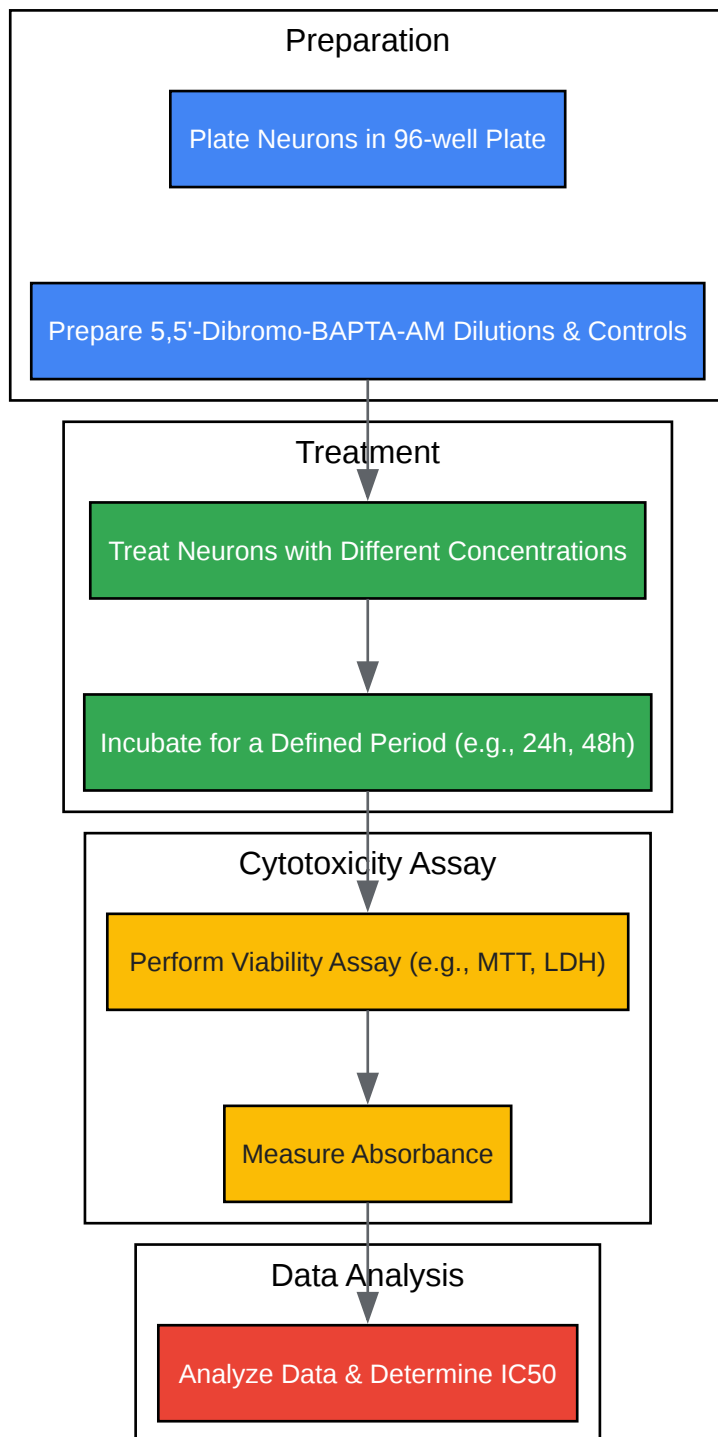 Preparation
Plate Neurons in 96-well Plate
Prepare 5,5'-Dibromo-BAPTA-AM Dilutions & Controls
Treatment
Treat Neurons with Different Concentrations
Incubate for a Defined Period (e.g., 24h, 48h)
Cytotoxicity Assay
Perform Viability Assay (e.g., MTT, LDH)
Measure Absorbance
Data Analysis
Analyze Data & Determine IC50